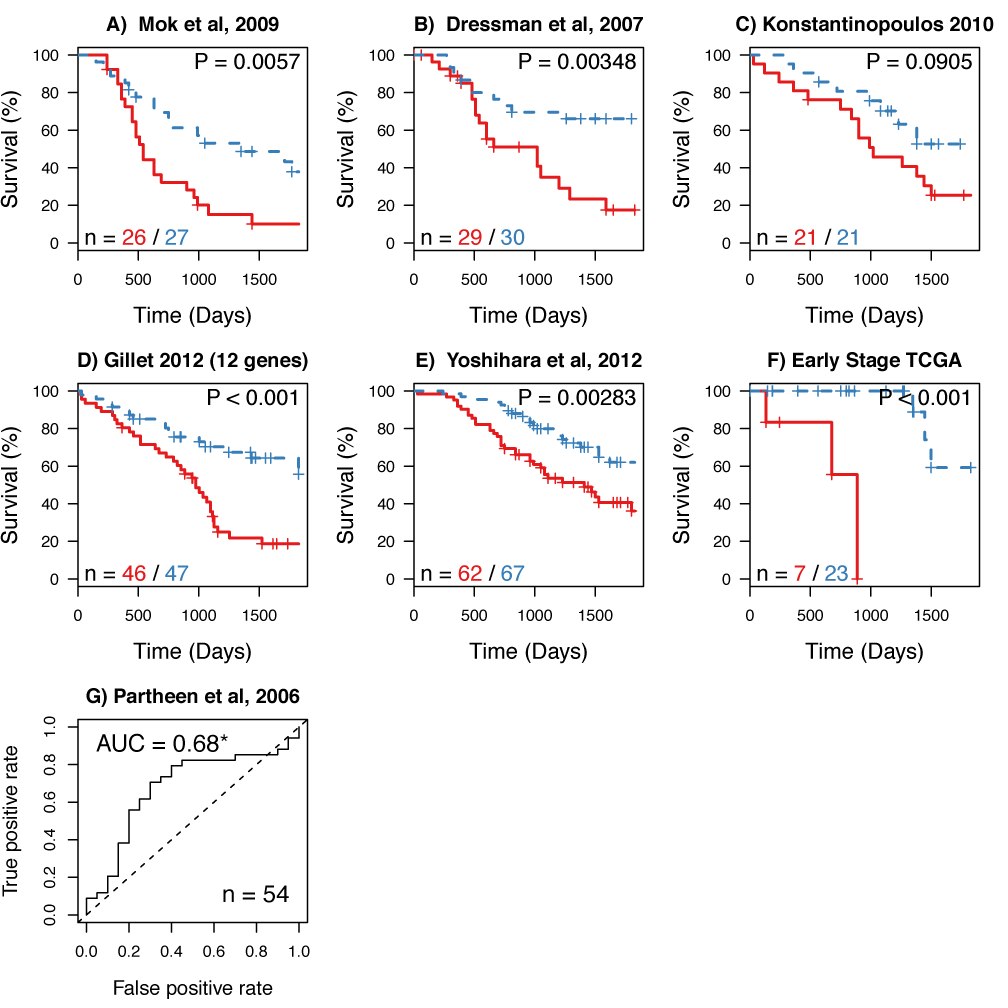 A) Mok et al, 2009
Survival (%)
100
80
60
40
20
0
P = 0.0057
n = 26 / 27
0 500 1000 1500
Time (Days)
B) Dressman et al, 2007
Survival (%)
100
80
60
40
20
0
P = 0.00348
n = 29 / 30
0 500 1000 1500
Time (Days)
C) Konstantinopoulos 2010
Survival (%)
100
80
60
40
20
0
P = 0.0905
n = 21 / 21
0 500 1000 1500
Time (Days)
D) Gillet 2012 (12 genes)
Survival (%)
100
80
60
40
20
0
P < 0.001
n = 46 / 47
0 500 1000 1500
Time (Days)
E) Yoshihara et al, 2012
Survival (%)
100
80
60
40
20
0
P = 0.00283
n = 62 / 67
0 500 1000 1500
Time (Days)
F) Early Stage TCGA
Survival (%)
100
80
60
40
20
0
P < 0.001
n = 7 / 23
0 500 1000 1500
Time (Days)
G) Partheen et al, 2006
True positive rate
1.0
0.8
0.6
0.4
0.2
0.0
AUC = 0.68*
n = 54
0.0 0.2 0.4 0.6 0.8 1.0
False positive rate